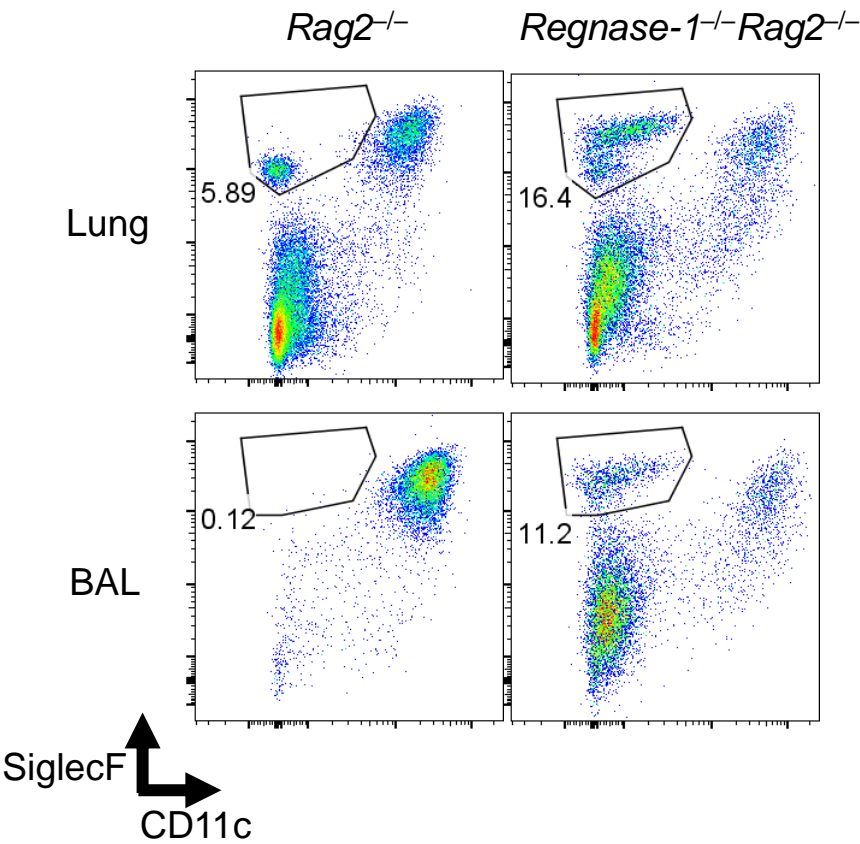 Rag2–/–
Regnase-1–/–Rag2–/–
Lung
5.89
16.4
BAL
0.12
11.2
SiglecF
CD11c